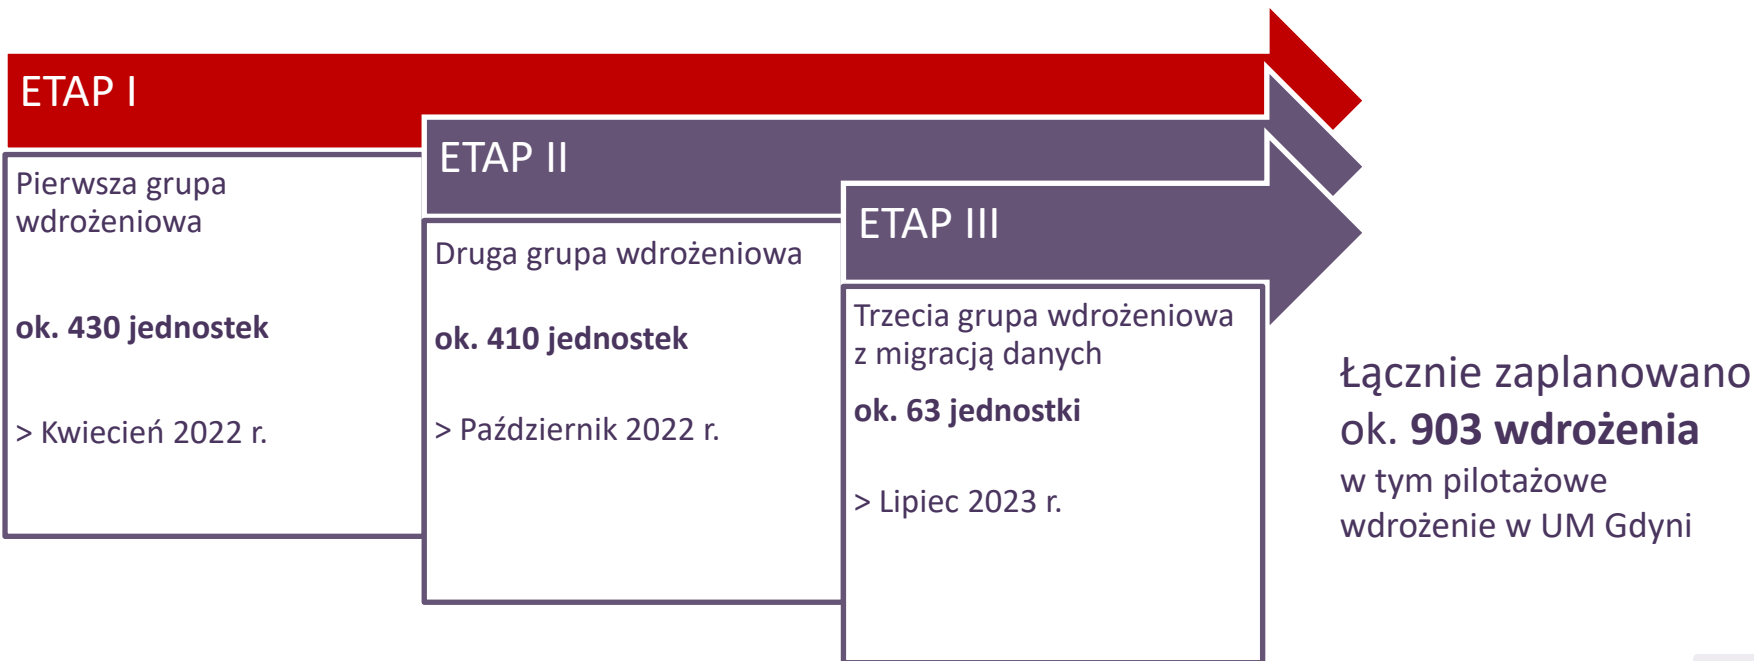 ETAP I
Pierwsza grupa
wdrożeniowa
ok. 430 jednostek
> Kwiecień 2022 r.
ETAP II
Druga grupa wdrożeniowa
ok. 410 jednostek
> Październik 2022 r.
ETAP III
Trzecia grupa wdrożeniowa
z migracją danych
ok. 63 jednostki
> Lipiec 2023 r.
Łącznie zaplanowano
ok. 903 wdrożenia
w tym pilotażowe
wdrożenie w UM Gdyni